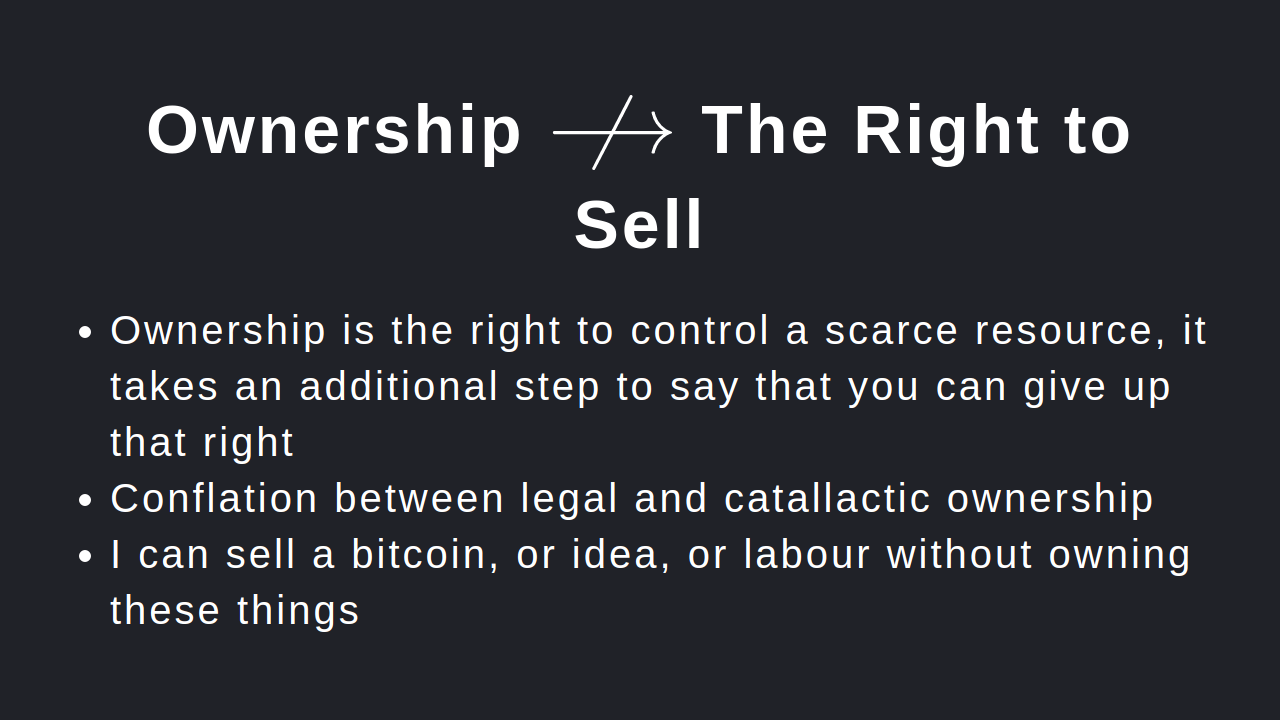 Ownership ↛ The Right to
Sell
• Ownership is the right to control a scarce resource, it
takes an additional step to say that you can give up
that right
• Conflation between legal and catallactic ownership
• I can sell a bitcoin, or idea, or labour without owning
these things